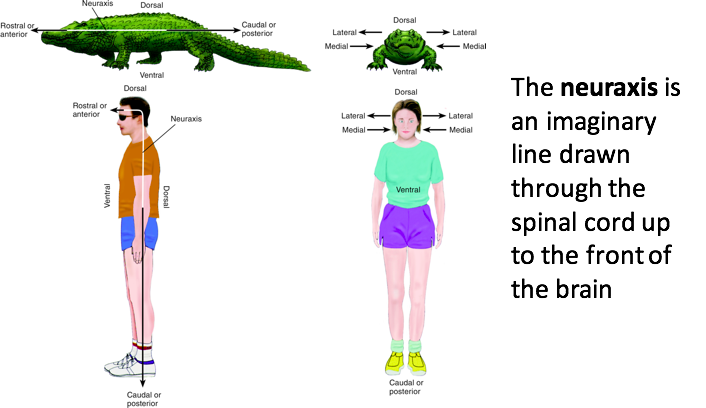 Neuraxis
Dorsal
Rostral or
anterior
Caudal or
posterior
Ventral
Dorsal
Lateral
Lateral
Medial
Medial
Ventral
Dorsal
Rostral or
anterior
Neuraxis
Ventral
Dorsal
Caudal or
posterior
Dorsal
Lateral
Lateral
Medial
Medial
Ventral
Caudal or
posterior
The neuraxis is
an imaginary
line drawn
through the
spinal cord up
to the front of
the brain